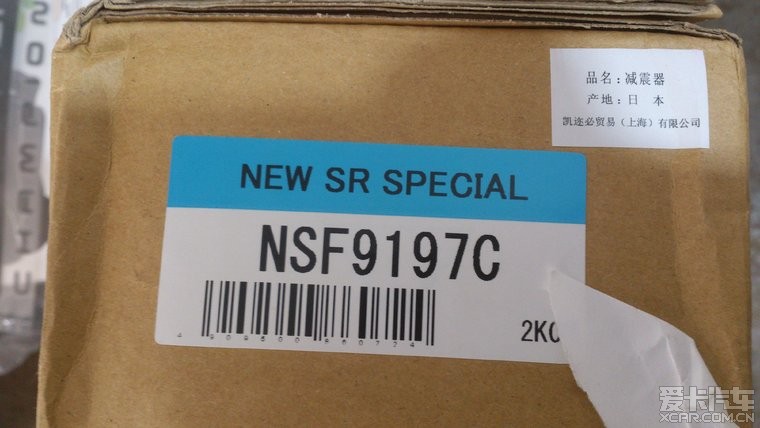 品名：减震器
产地：日 本
凯迩必贸易（上海）有限公司
NEW SR SPECIAL
NSF9197C
2K
爱卡汽车
XCAR.COM.CN